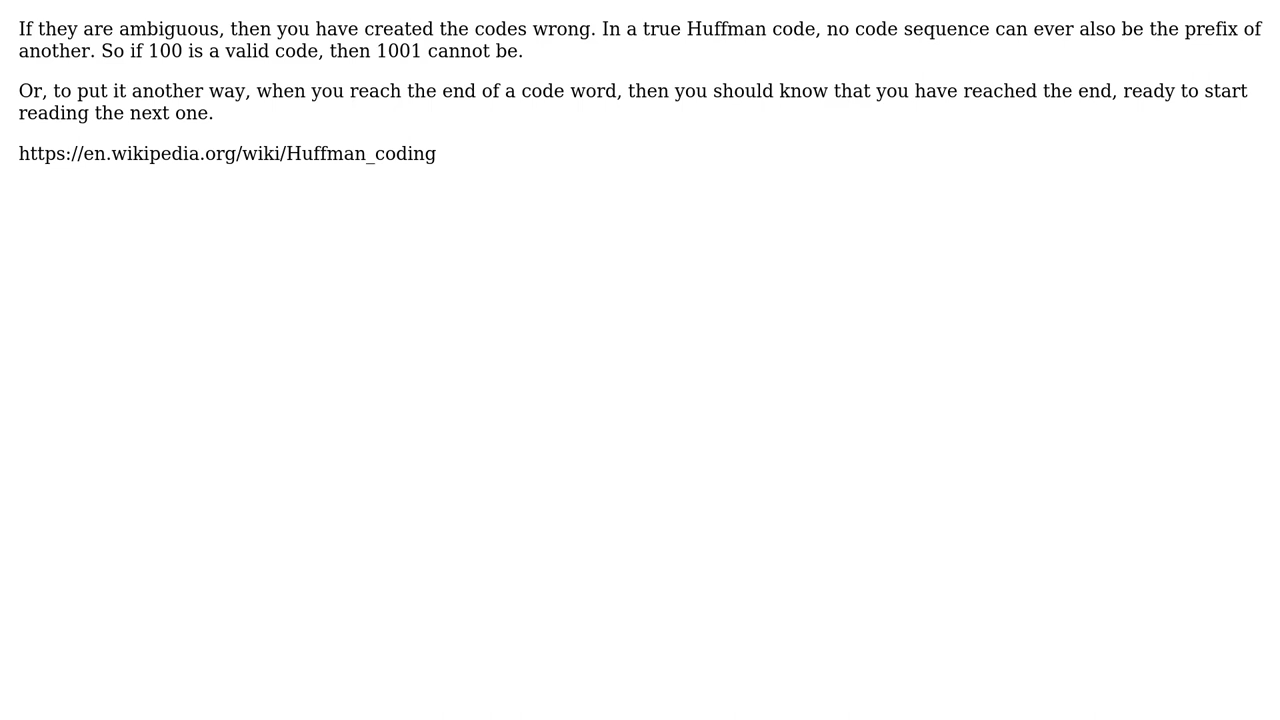 If they are ambiguous, then you have created the codes wrong. In a true Huffman code, no code sequence can ever also be the prefix of
another. So if 100 is a valid code, then 1001 cannot be.
Or, to put it another way, when you reach the end of a code word, then you should know that you have reached the end, ready to start
reading the next one.
https://en.wikipedia.org/wiki/Huffman_coding